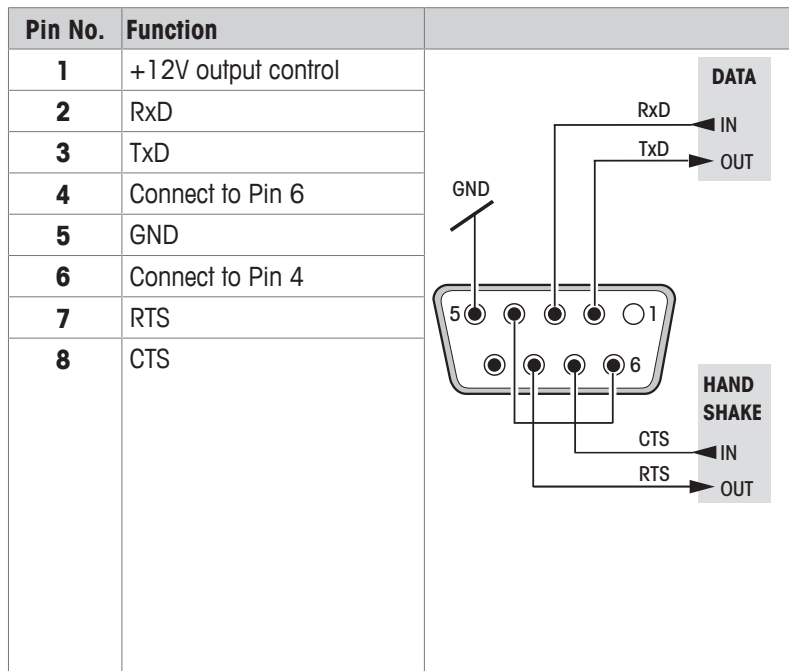 Pin No. Function
1 +12V output control
2 RxD
3 TxD
4 Connect to Pin 6
5 GND
6 Connect to Pin 4
7 RTS
8 CTS
DATA
RxD IN
TxD OUT
GND
5 1
6
HAND
SHAKE
CTS IN
RTS OUT